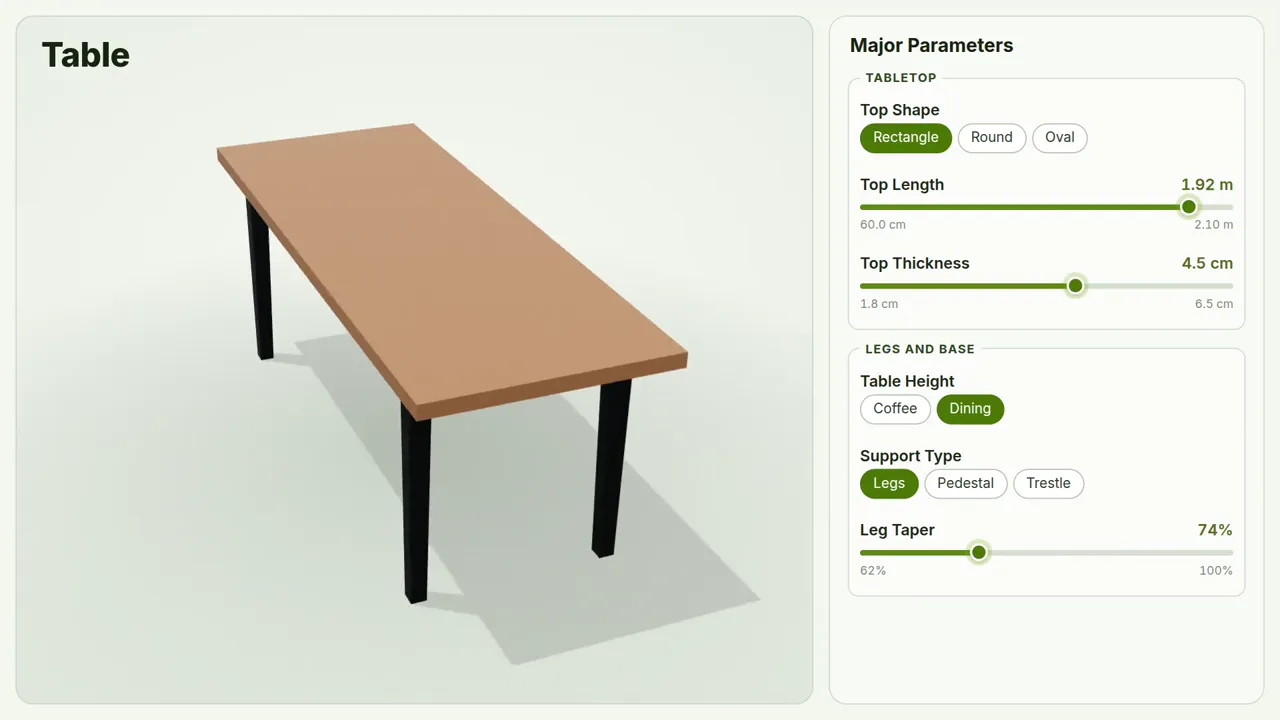 Table
Major Parameters
TABLETOP
Top Shape
Rectangle Round Oval
Top Length 1.92 m
60.0 cm 2.10 m
Top Thickness 4.5 cm
1.8 cm 6.5 cm
LEGS AND BASE
Table Height
Coffee Dining
Support Type
Legs Pedestal Trestle
Leg Taper 74%
62% 100%